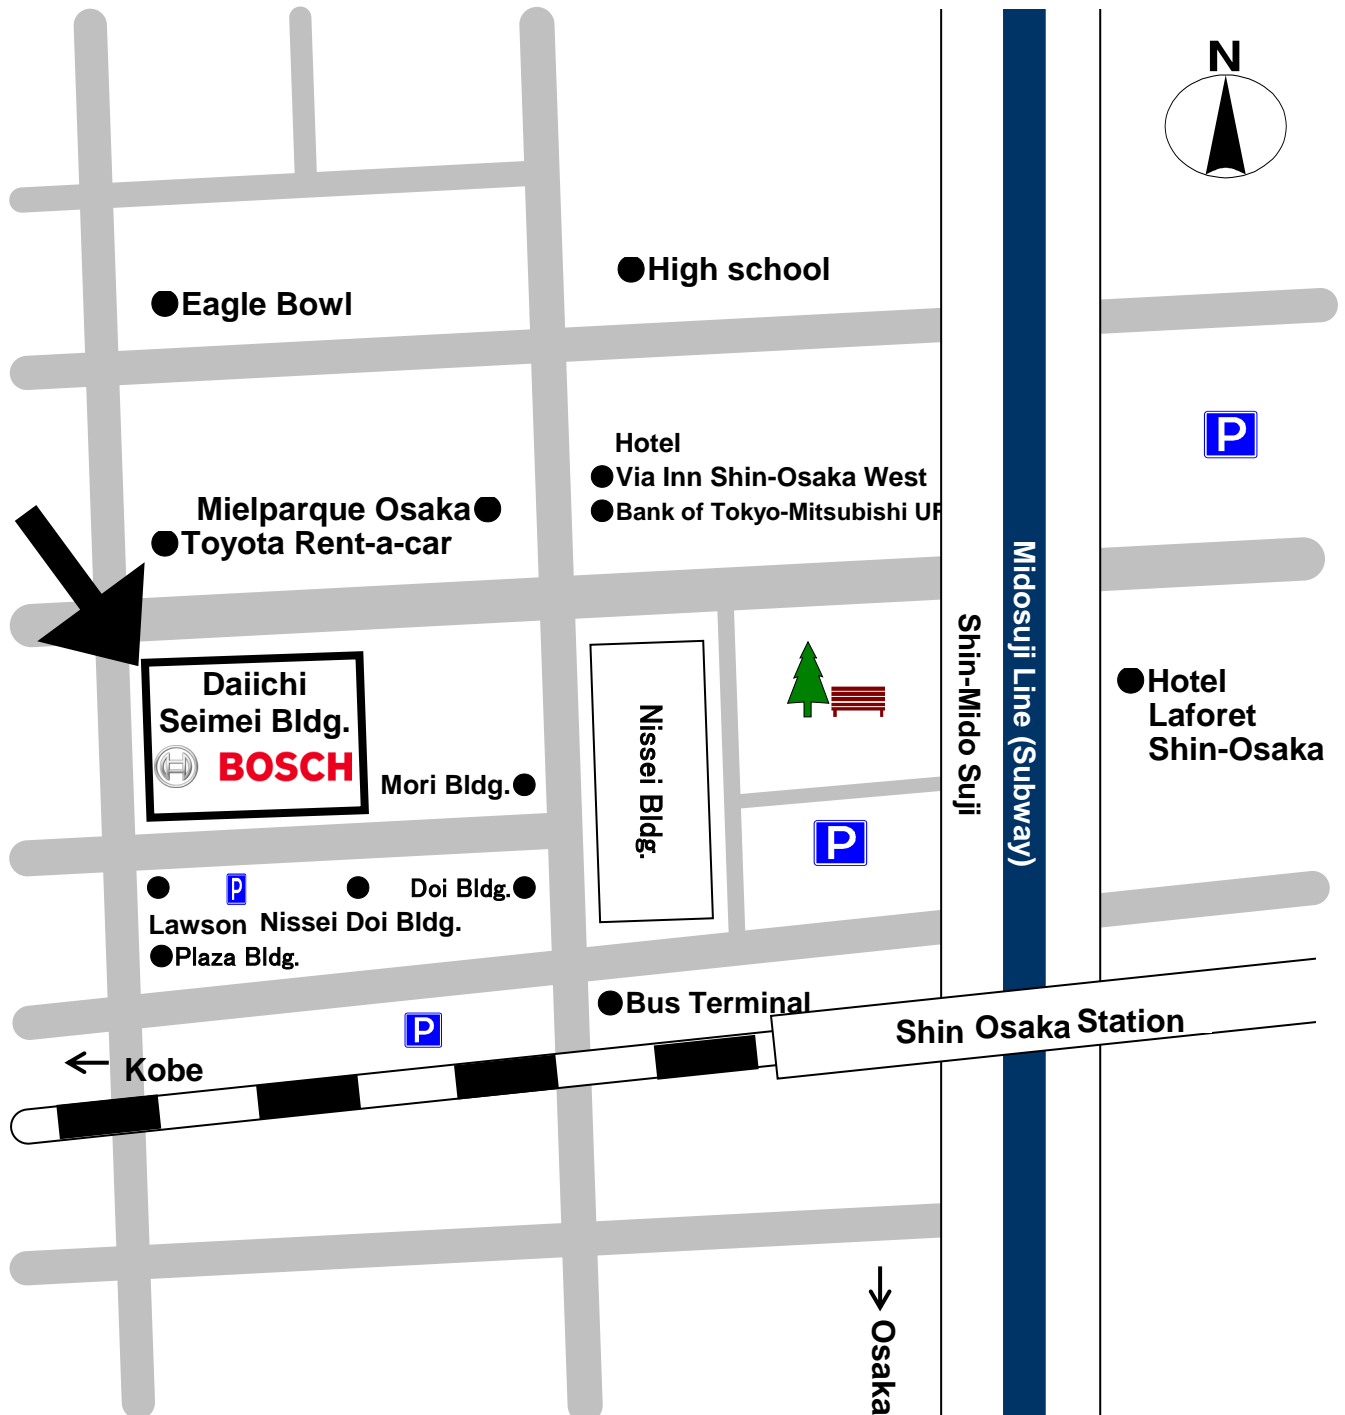 N
High school
Eagle Bowl
P
Hotel
Via Inn Shin-Osaka West
Bank of Tokyo-Mitsubishi UF
Mielparque Osaka
Toyota Rent-a-car
Midosuji Line (Subway)
Shin-Mido Suji
Hotel
Laforet
Shin-Osaka
Daiichi
Seimei Bldg.
BOSCH
Mori Bldg.
Nissei Bldg.
P
P
Doi Bldg.
Lawson
Nissei Doi Bldg.
Plaza Bldg.
Bus Terminal
P
Shin Osaka Station
Kobe
Osaka